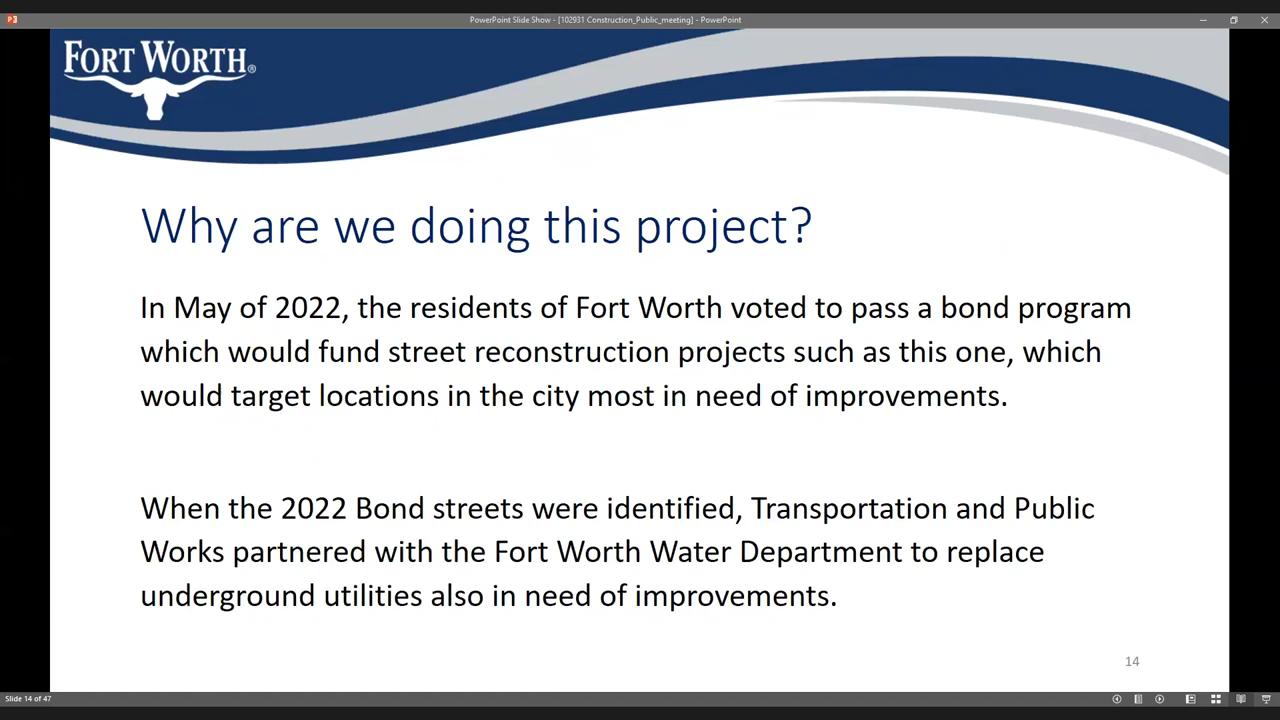 PowerPoint Slide Show - [102931 Construction_Public_meeting] - PowerPoint
FORT WORTH®
Why are we doing this project?
In May of 2022, the residents of Fort Worth voted to pass a bond program
which would fund street reconstruction projects such as this one, which
would target locations in the city most in need of improvements.
When the 2022 Bond streets were identified, Transportation and Public
Works partnered with the Fort Worth Water Department to replace
underground utilities also in need of improvements.
14
Slide 14 of 47